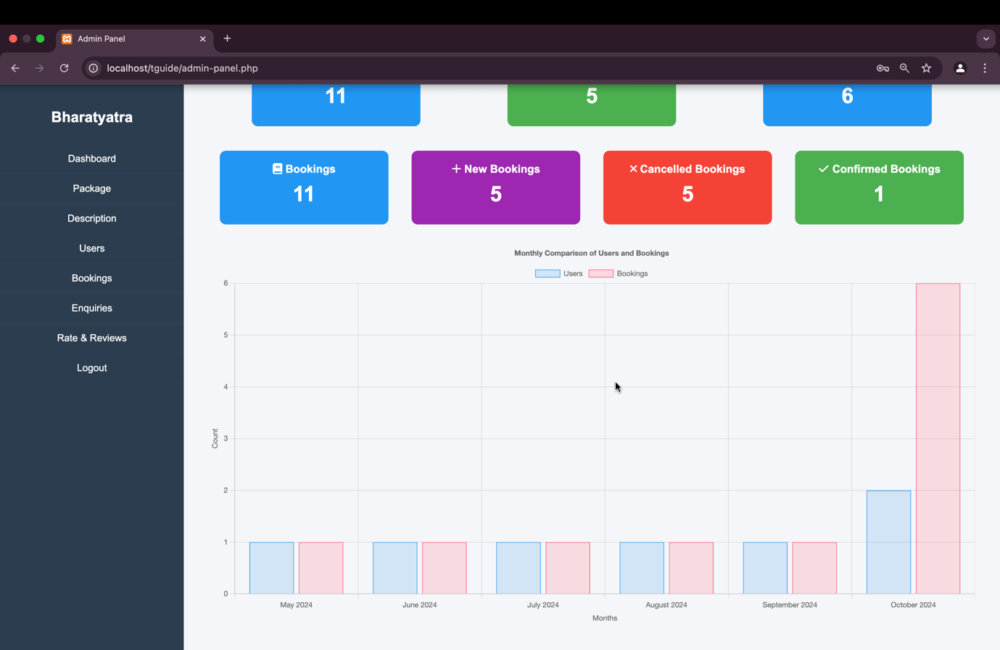 Admin Panel
localhost/tguide/admin-panel.php
Bharatyatra
Dashboard
Package
Description
Users
Bookings
Enquiries
Rate & Reviews
Logout
11 5 6
Bookings New Bookings Cancelled Bookings Confirmed Bookings
11 5 5 1
Monthly Comparison of Users and Bookings
Users Bookings
6
5
4
3
2
1
0
Count
May 2024 June 2024 July 2024 August 2024 September 2024 October 2024
Months